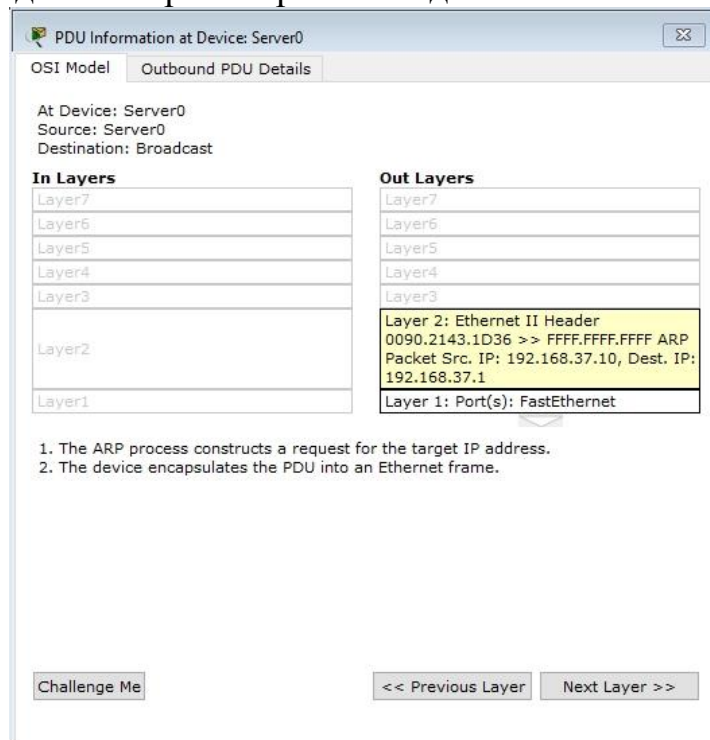 PDU Information at Device: Server0
OSI Model Outbound PDU Details
At Device: Server0
Source: Server0
Destination: Broadcast
In Layers
Layer7
Layer6
Layer5
Layer4
Layer3
Layer2
Layer1
Out Layers
Layer7
Layer6
Layer5
Layer4
Layer3
Layer 2: Ethernet II Header
0090.2143.1D36 >> FFFF.FFFF.FFFF ARP
Packet Src. IP: 192.168.37.10, Dest. IP:
192.168.37.1
Layer 1: Port(s): FastEthernet
1. The ARP process constructs a request for the target IP address.
2. The device encapsulates the PDU into an Ethernet frame.
Challenge Me << Previous Layer Next Layer >>